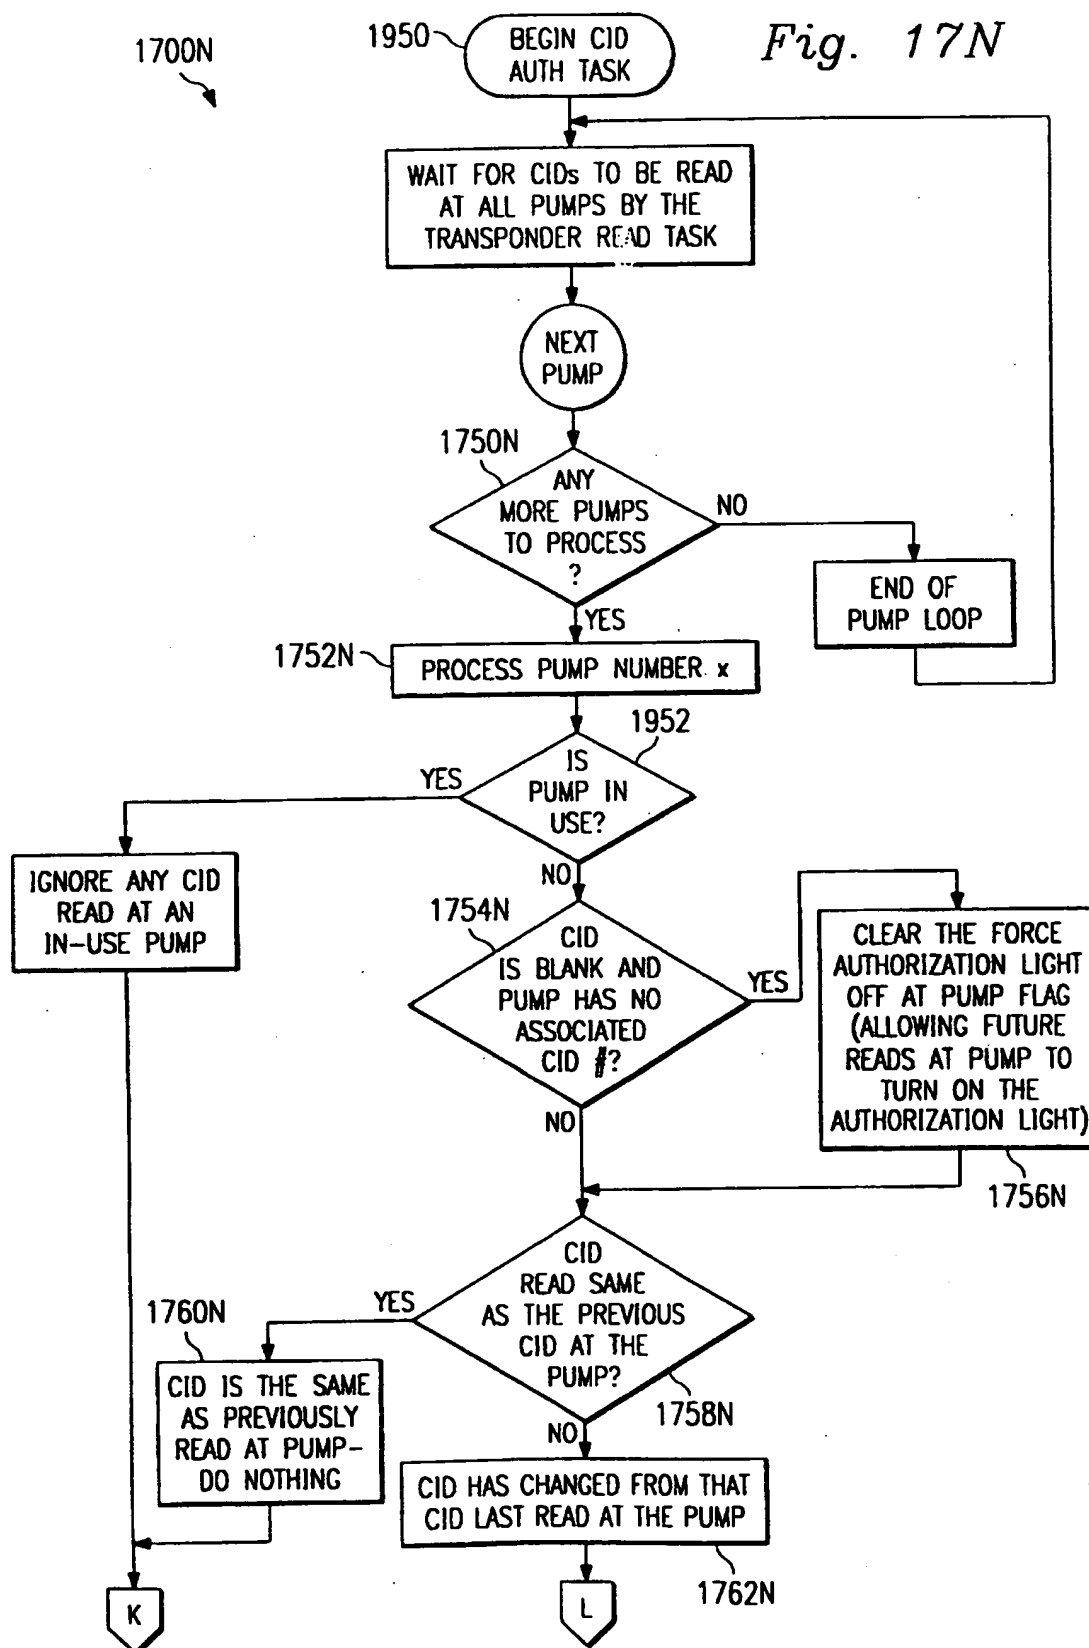 1700N
1950
BEGIN CID
AUTH TASK
Fig. 17N
WAIT FOR CIDs TO BE READ
AT ALL PUMPS BY THE
TRANSPONDER READ TASK
NEXT
PUMP
1750N
ANY
MORE PUMPS
TO PROCESS
?
NO
YES
END OF
PUMP LOOP
1752N
PROCESS PUMP NUMBER x
1952
IS
PUMP IN
USE?
YES
NO
IGNORE ANY CID
READ AT AN
IN-USE PUMP
1754N
CID
IS BLANK AND
PUMP HAS NO
ASSOCIATED
CID #?
YES
NO
CLEAR THE FORCE
AUTHORIZATION LIGHT
OFF AT PUMP FLAG
(ALLOWING FUTURE
READS AT PUMP TO
TURN ON THE
AUTHORIZATION LIGHT)
1756N
CID
READ SAME
AS THE PREVIOUS
CID AT THE
PUMP?
1758N
YES
NO
1760N
CID IS THE SAME
AS PREVIOUSLY
READ AT PUMP-
DO NOTHING
CID HAS CHANGED FROM THAT
CID LAST READ AT THE PUMP
1762N
K
L